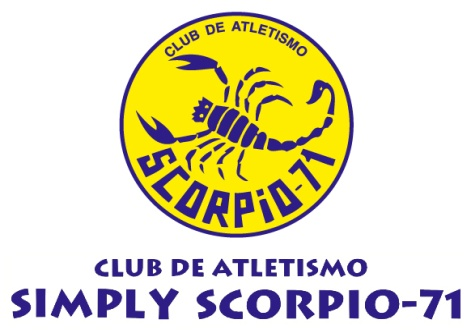 CLUB DE ATLETISMO
SCORPiO-71
CLUB DE ATLETISMO
SIMPLY SCORPIO-71